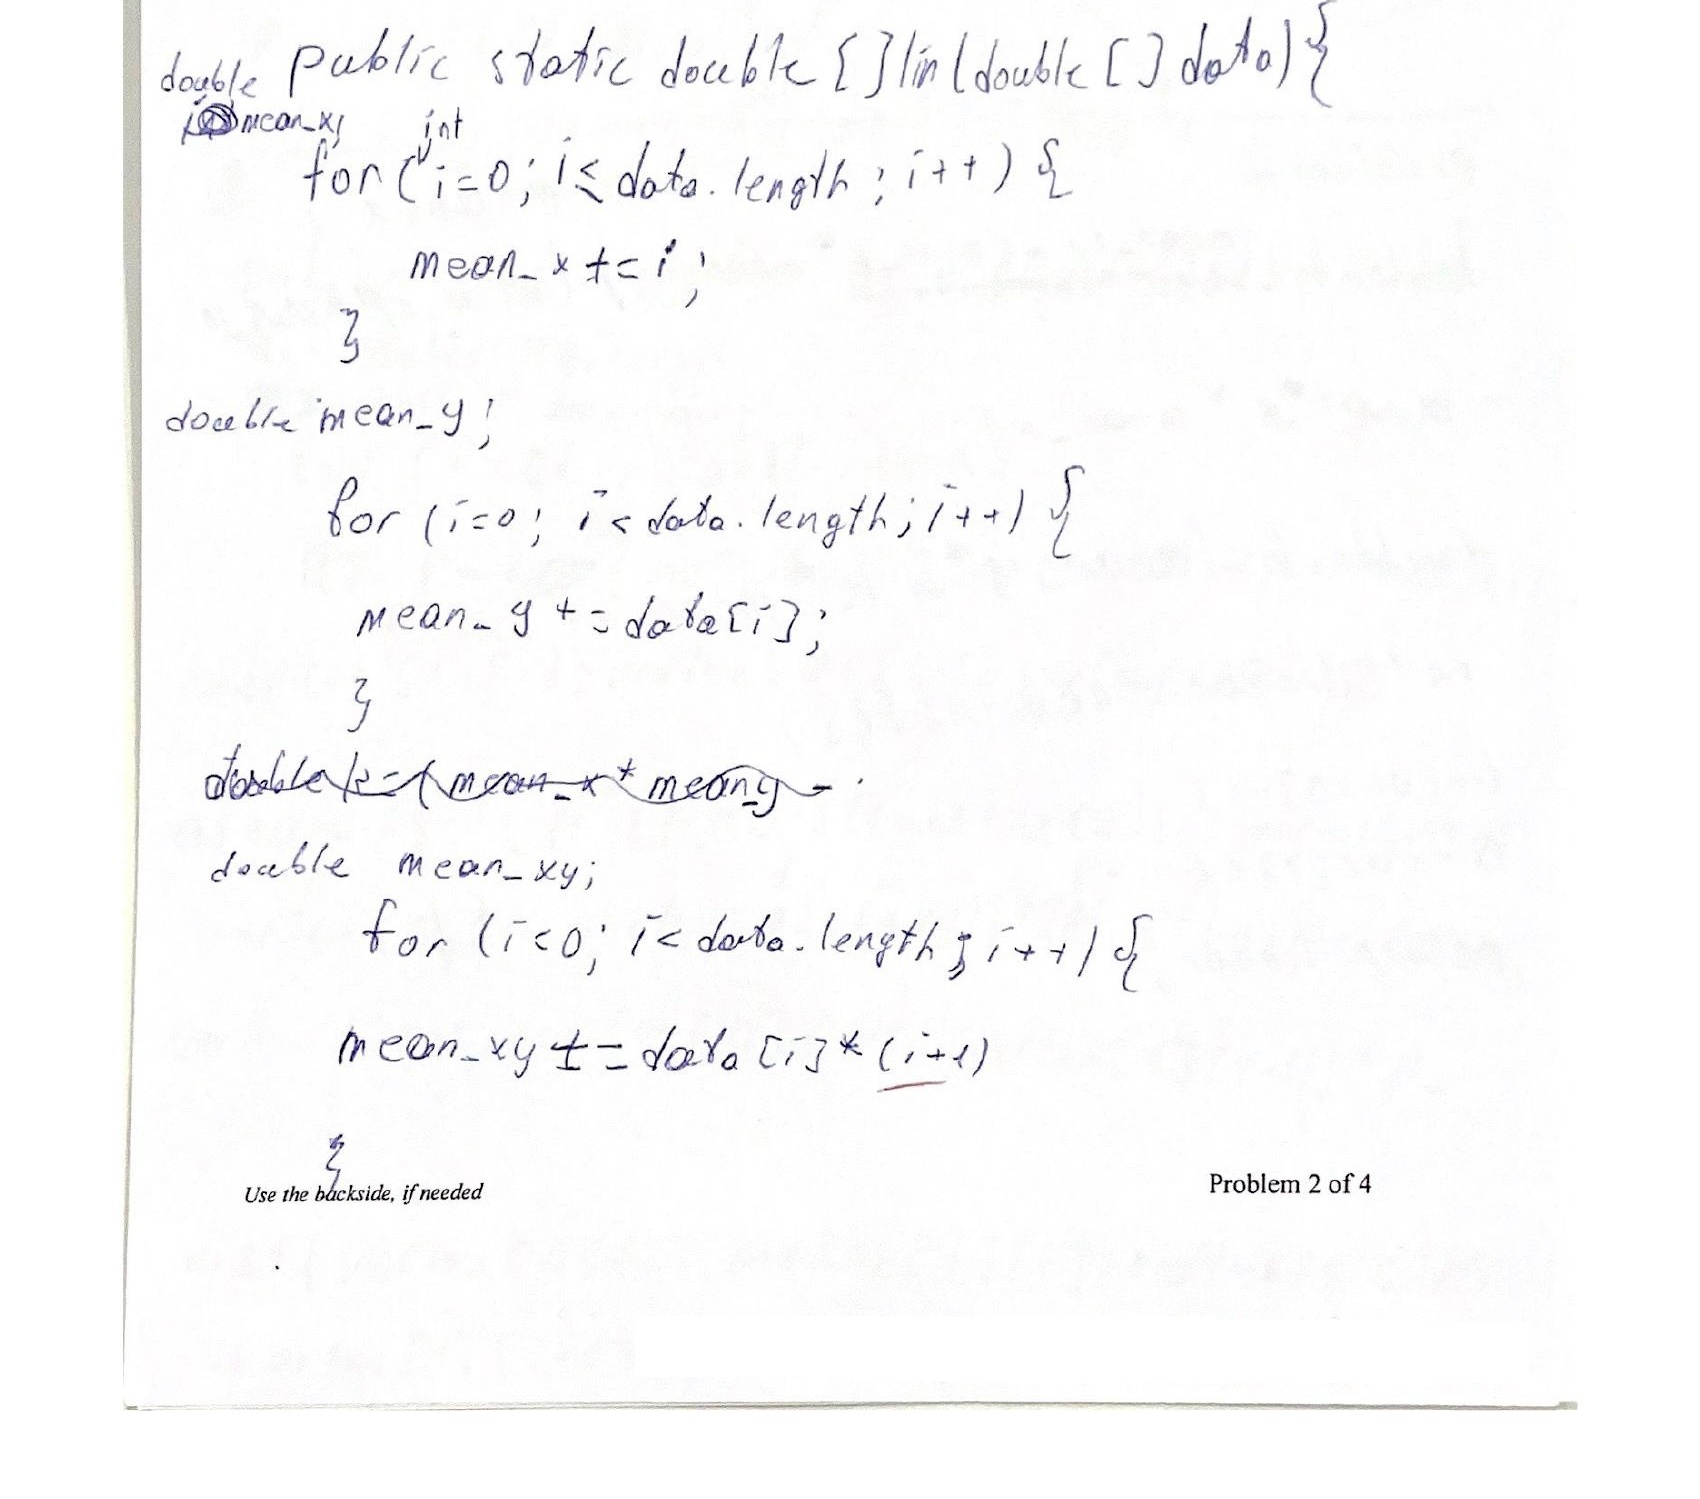 public static double []lin(double [] data){
double mean_x;
for (int i=0; i≤data.length; i++) {
mean_x += i;
}
double mean_y;
for (i=0; i<data.length; i++) {
mean_y += data[i];
}
double k=(mean_x*mean_y-
double mean_xy;
for (i<0; i<data.length; i++) {
mean_xy += data[i]*(i+1)
}
Use the backside, if needed
Problem 2 of 4